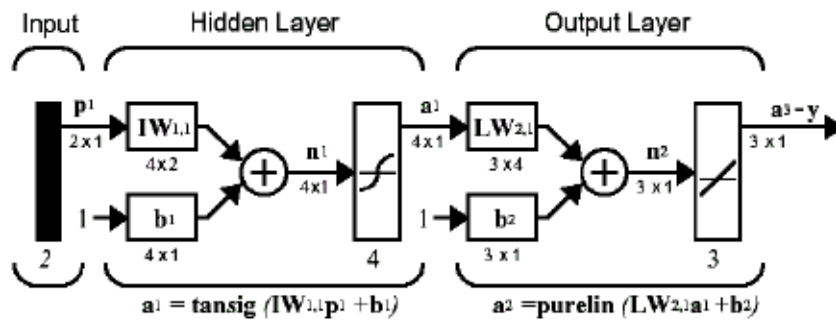 Input Hidden Layer Output Layer
p1 a1 a3-y
IW1,1 LW2,1
2 x 1 4 x 1 3 x 1
4x2 n1 3 x 4 n2
4x1 3 x 1
1 b1 1 b2
2 4 x 1 4 3 x 1 3
a1 = tansig (IW1,1p1 + b1) a2 =purelin (LW2,1a1 +b2)